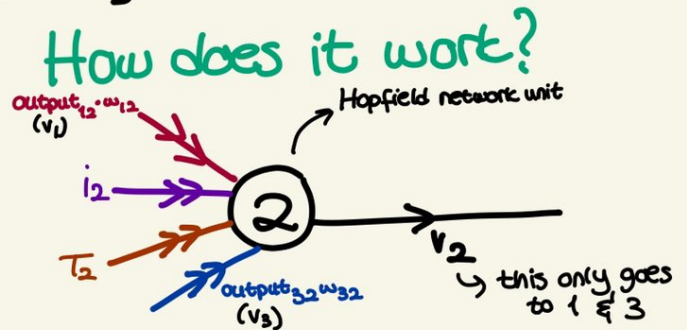 How does it work?
output₁₂·w₁₂
(v₁)
Hopfield network unit
i₂
2
T₂
v₂
this only goes
to 1 & 3
output₃₂w₃₂
(v₃)